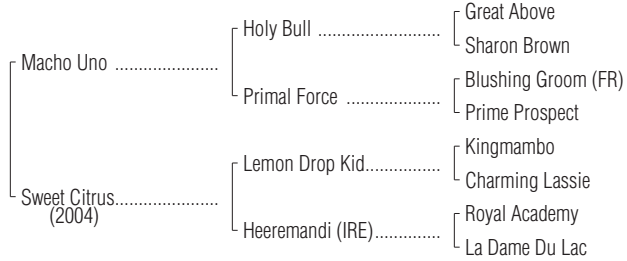 Great Above
Holy Bull ..............................
Sharon Brown
Macho Uno .........................
Blushing Groom (FR)
Primal Force .......................
Prime Prospect
Kingmambo
Lemon Drop Kid..................
Charming Lassie
Sweet Citrus.........................
(2004)
Royal Academy
Heeremandi (IRE)................
La Dame Du Lac